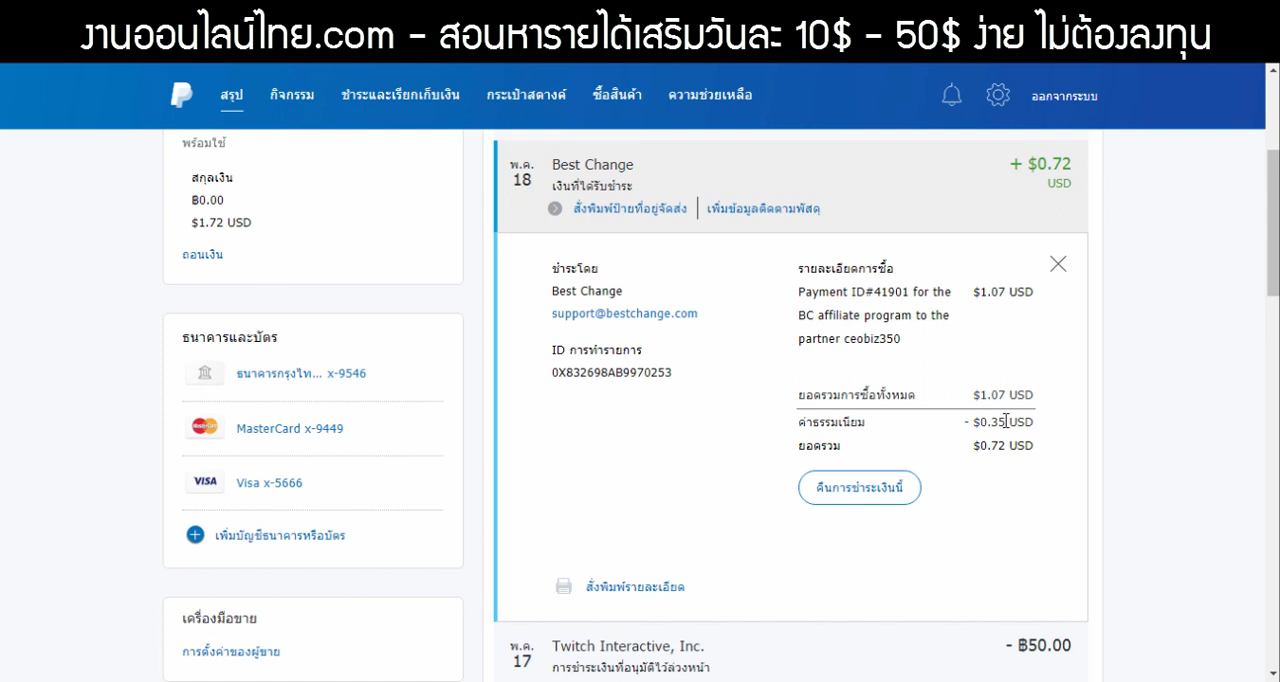 งานออนไลน์ไทย.com - สอนหารายได้เสริมวันละ 10$ - 50$ ง่าย ไม่ต้องลงทุน
สรุป กิจกรรม ชำระและเรียกเก็บเงิน กระเป๋าสตางค์ ซื้อสินค้า ความช่วยเหลือ ออกจากระบบ
พร้อมใช้
สกุลเงิน
฿0.00
$1.72 USD
ถอนเงิน
ธนาคารและบัตร
ธนาคารกรุงไท... x-9546
MasterCard x-9449
VISA Visa x-5666
เพิ่มบัญชีธนาคารหรือบัตร
เครื่องมือขาย
การตั้งค่าของผู้ขาย
พ.ค. 18 Best Change + $0.72 USD
เงินที่ได้รับชำระ
สั่งพิมพ์ป้ายที่อยู่จัดส่ง | เพิ่มข้อมูลติดตามพัสดุ
ชำระโดย
Best Change
support@bestchange.com
ID การทำรายการ
0X832698AB9970253
รายละเอียดการซื้อ
Payment ID#41901 for the $1.07 USD
BC affiliate program to the
partner ceobiz350
ยอดรวมการซื้อทั้งหมด $1.07 USD
ค่าธรรมเนียม - $0.35 USD
ยอดรวม $0.72 USD
คืนการชำระเงินนี้
สั่งพิมพ์รายละเอียด
พ.ค. 17 Twitch Interactive, Inc. - ฿50.00
การชำระเงินที่อนุมัติไว้ล่วงหน้า